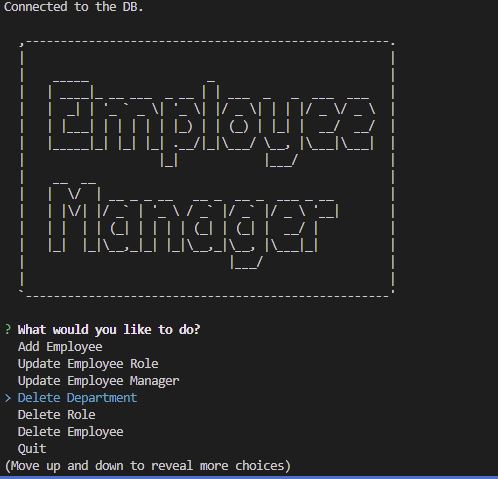 Connected to the DB.
Employee
Manager
? What would you like to do?
Add Employee
Update Employee Role
Update Employee Manager
> Delete Department
Delete Role
Delete Employee
Quit
(Move up and down to reveal more choices)